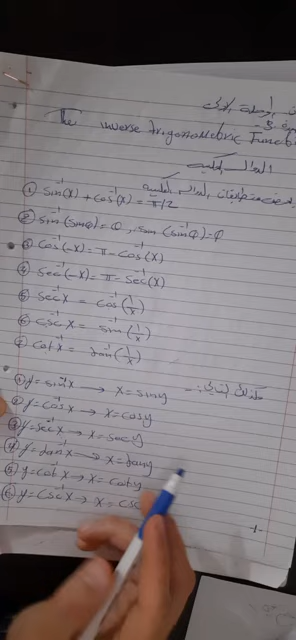 The inverse trigonometric Functi
① sin⁻¹(x) + cos⁻¹(x) = π/2
② sin⁻¹(sinθ) = θ , sin (sin⁻¹θ) = θ
③ cos⁻¹(-x) = π - cos⁻¹(x)
④ sec⁻¹(-x) = π - sec⁻¹(x)
⑤ sec⁻¹x = cos⁻¹(1/x)
⑥ csc⁻¹x = sin⁻¹(1/x)
⑦ cot⁻¹x = tan⁻¹(1/x)
① y = sin⁻¹x → x = siny
② y = cos⁻¹x → x = cosy
③ y = sec⁻¹x → x = secy
④ y = tan⁻¹x → x = tany
⑤ y = cot⁻¹x → x = coty
⑥ y = csc⁻¹x → x = csc
-1-